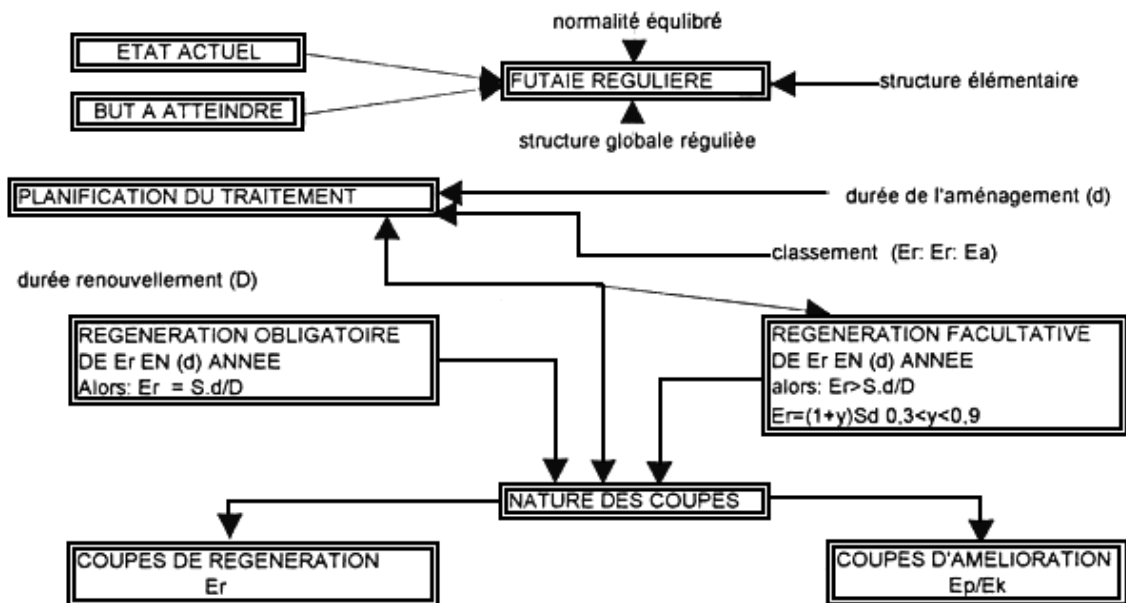 normalité équlibré
ETAT ACTUEL
FUTAIE REGULIERE
structure élémentaire
BUT A ATTEINDRE
structure globale régulièe
PLANIFICATION DU TRAITEMENT
durée de l'aménagement (d)
classement (Er: Er: Ea)
durée renouvellement (D)
REGENERATION OBLIGATOIRE
DE Er EN (d) ANNEE
Alors: Er = S.d/D
REGENERATION FACULTATIVE
DE Er EN (d) ANNEE
alors: Er>S.d/D
Er=(1+y)Sd 0,3<y<0,9
NATURE DES COUPES
COUPES DE REGENERATION
Er
COUPES D'AMELIORATION
Ep/Ek